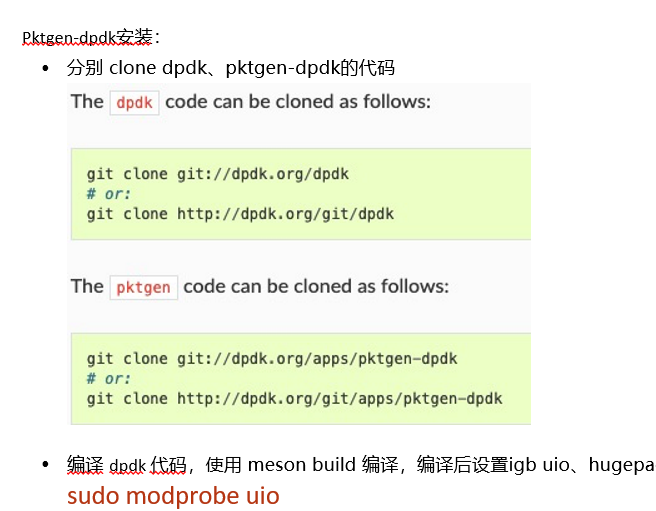 Pktgen-dpdk安装：
• 分别 clone dpdk、pktgen-dpdk的代码
The dpdk code can be cloned as follows:
git clone git://dpdk.org/dpdk
# or:
git clone http://dpdk.org/git/dpdk
The pktgen code can be cloned as follows:
git clone git://dpdk.org/apps/pktgen-dpdk
# or:
git clone http://dpdk.org/git/apps/pktgen-dpdk
• 编译 dpdk 代码，使用 meson build 编译，编译后设置igb uio、hugepa
sudo modprobe uio